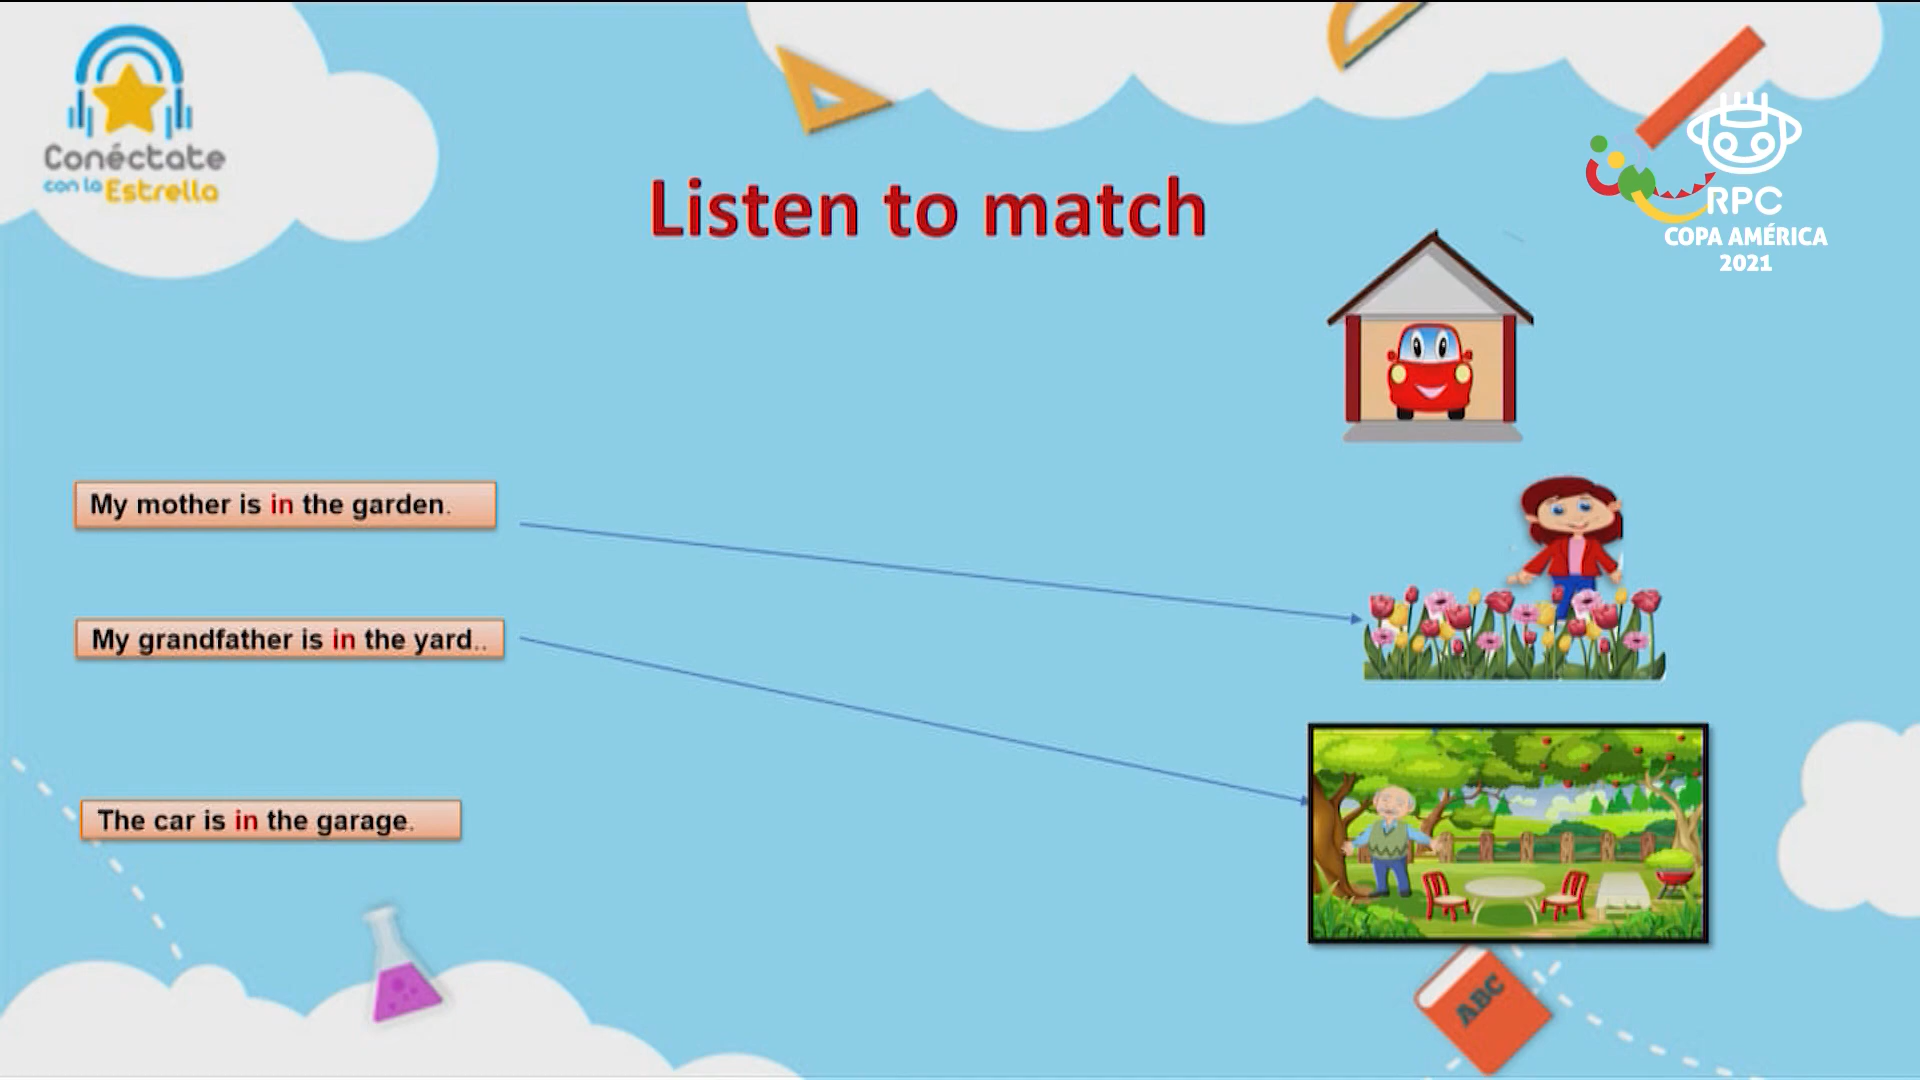 Conéctate
con la Estrella
Listen to match
RPC
COPA AMÉRICA
2021
My mother is in the garden.
My grandfather is in the yard..
The car is in the garage.
ABC